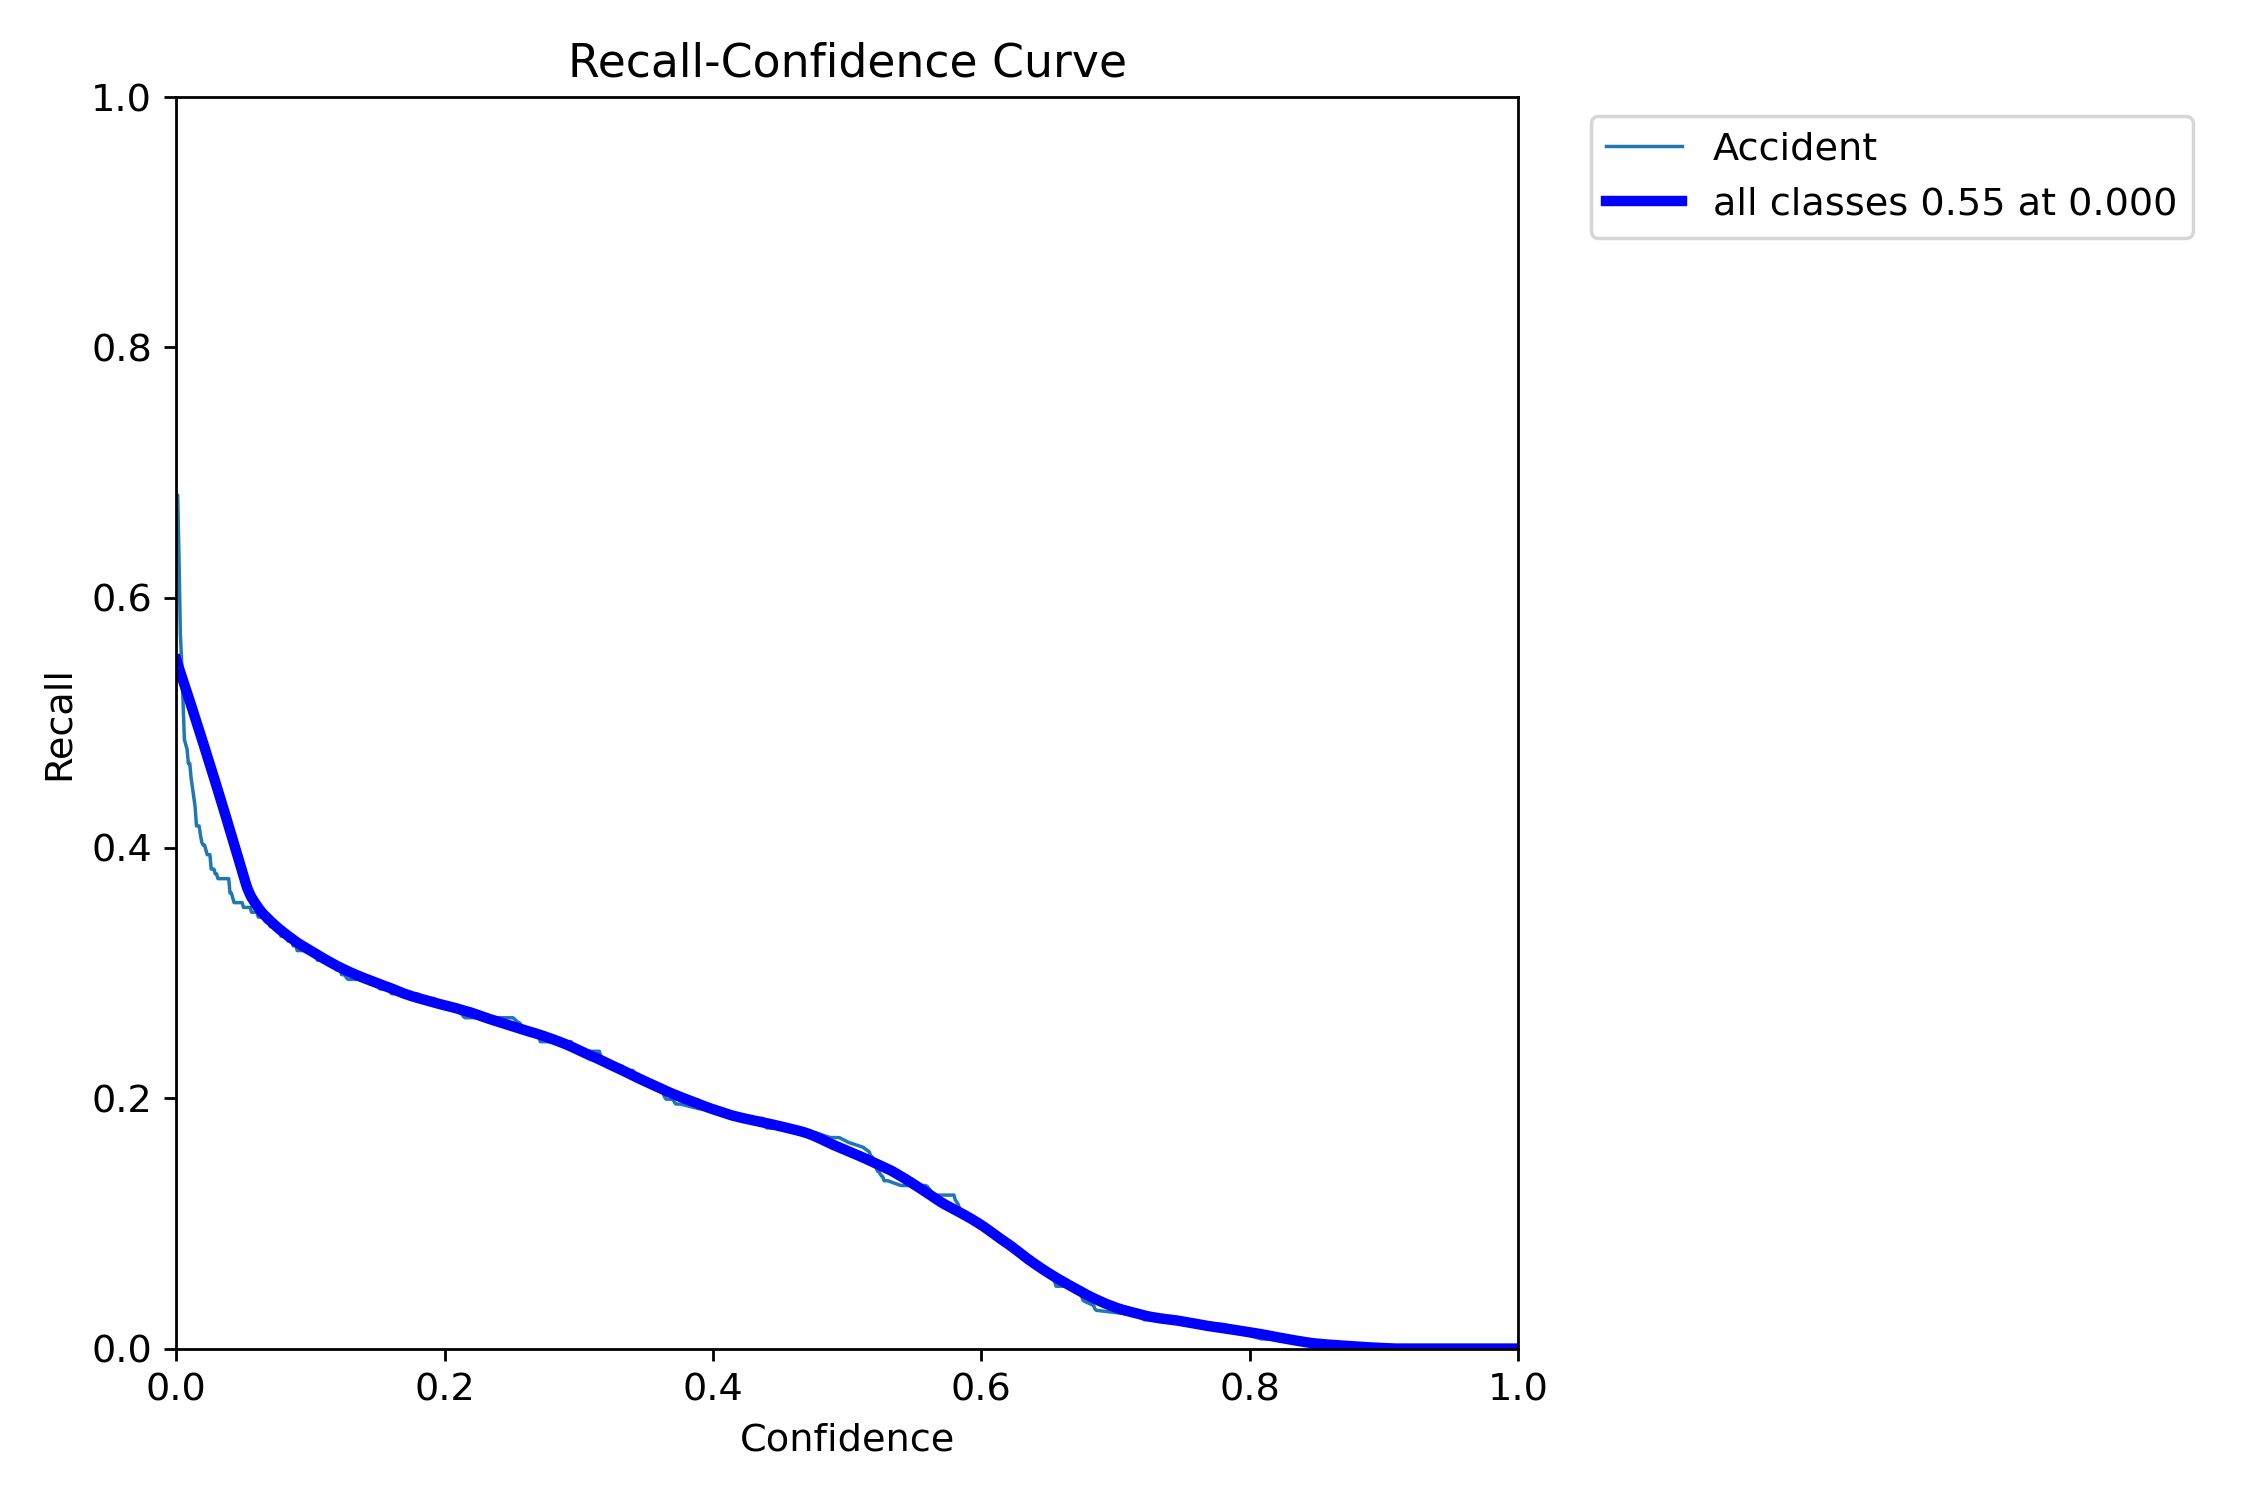 Recall-Confidence Curve
1.0
0.8
0.6
0.4
0.2
0.0
Recall
0.0 0.2 0.4 0.6 0.8 1.0
Confidence
Accident
all classes 0.55 at 0.000